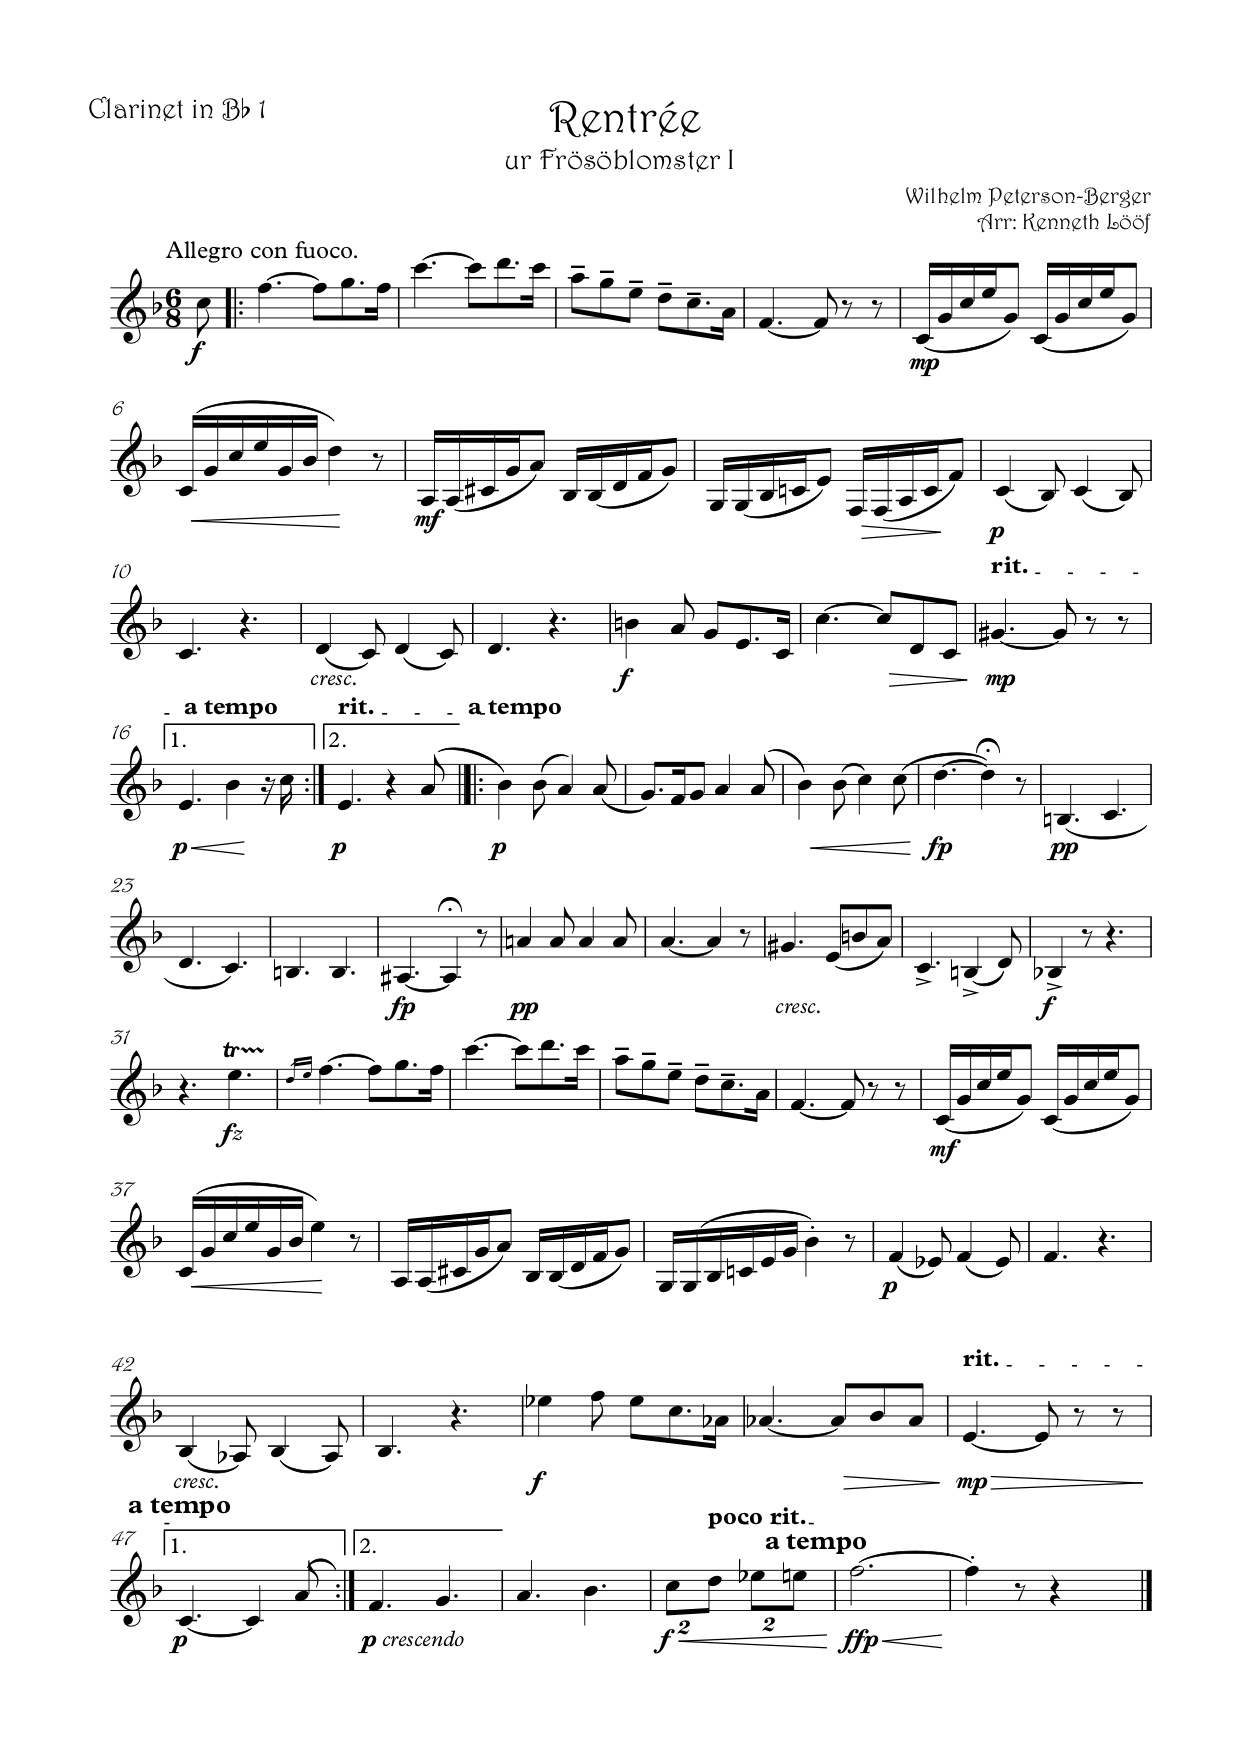 Clarinet in B♭ 1
Rentrée
ur Frösöblomster I
Wilhelm Peterson-Berger
Arr: Kenneth Lööf
Allegro con fuoco.
6
8
f
mp
6
mf
p
10
rit.
cresc.
f
mp
16
a tempo
rit.
a tempo
1.
2.
p
p
p
fp
pp
23
fp
pp
cresc.
f
31
tr
fz
mf
37
p
42
rit.
cresc.
f
mp
a tempo
poco rit.
a tempo
47
1.
2.
p
p crescendo
f 2
2
ffp